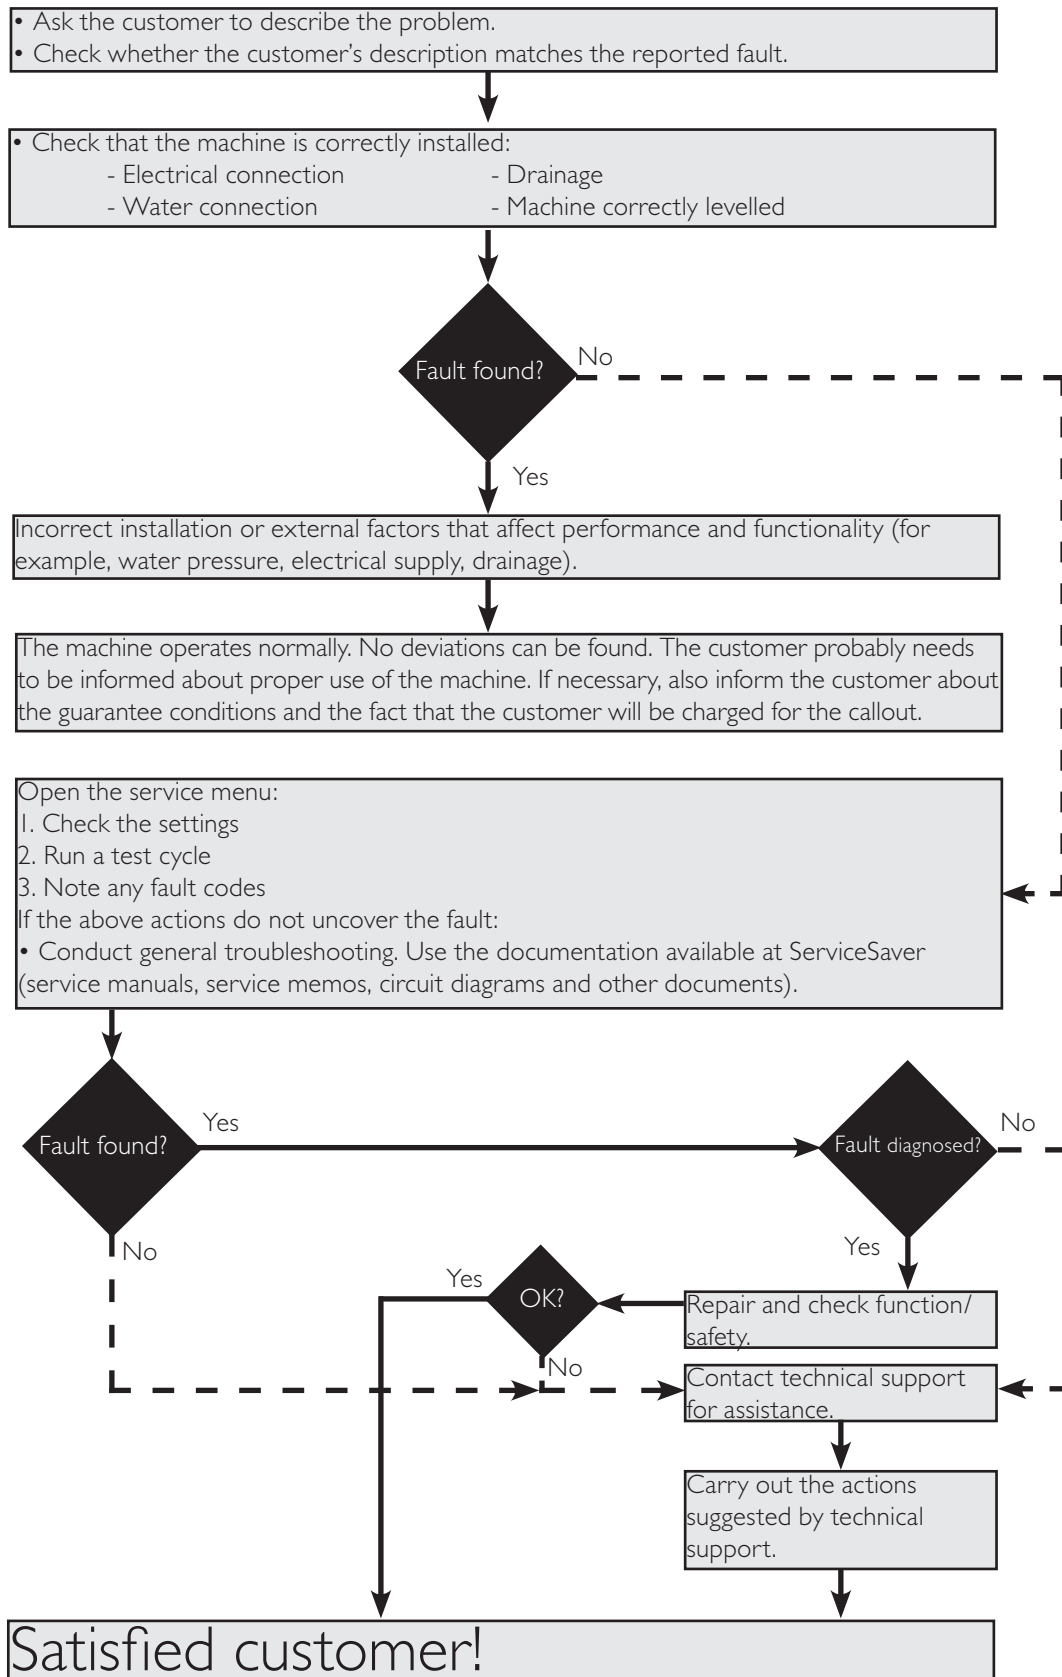 • Ask the customer to describe the problem.
• Check whether the customer’s description matches the reported fault.
• Check that the machine is correctly installed:
- Electrical connection - Drainage
- Water connection - Machine correctly levelled
Fault found?
No
Yes
Incorrect installation or external factors that affect performance and functionality (for
example, water pressure, electrical supply, drainage).
The machine operates normally. No deviations can be found. The customer probably needs
to be informed about proper use of the machine. If necessary, also inform the customer about
the guarantee conditions and the fact that the customer will be charged for the callout.
Open the service menu:
1. Check the settings
2. Run a test cycle
3. Note any fault codes
If the above actions do not uncover the fault:
• Conduct general troubleshooting. Use the documentation available at ServiceSaver
(service manuals, service memos, circuit diagrams and other documents).
Fault found?
Yes
No
Fault diagnosed?
No
Yes
Repair and check function/
safety.
OK?
Yes
No
Contact technical support
for assistance.
Carry out the actions
suggested by technical
support.
Satisfied customer!